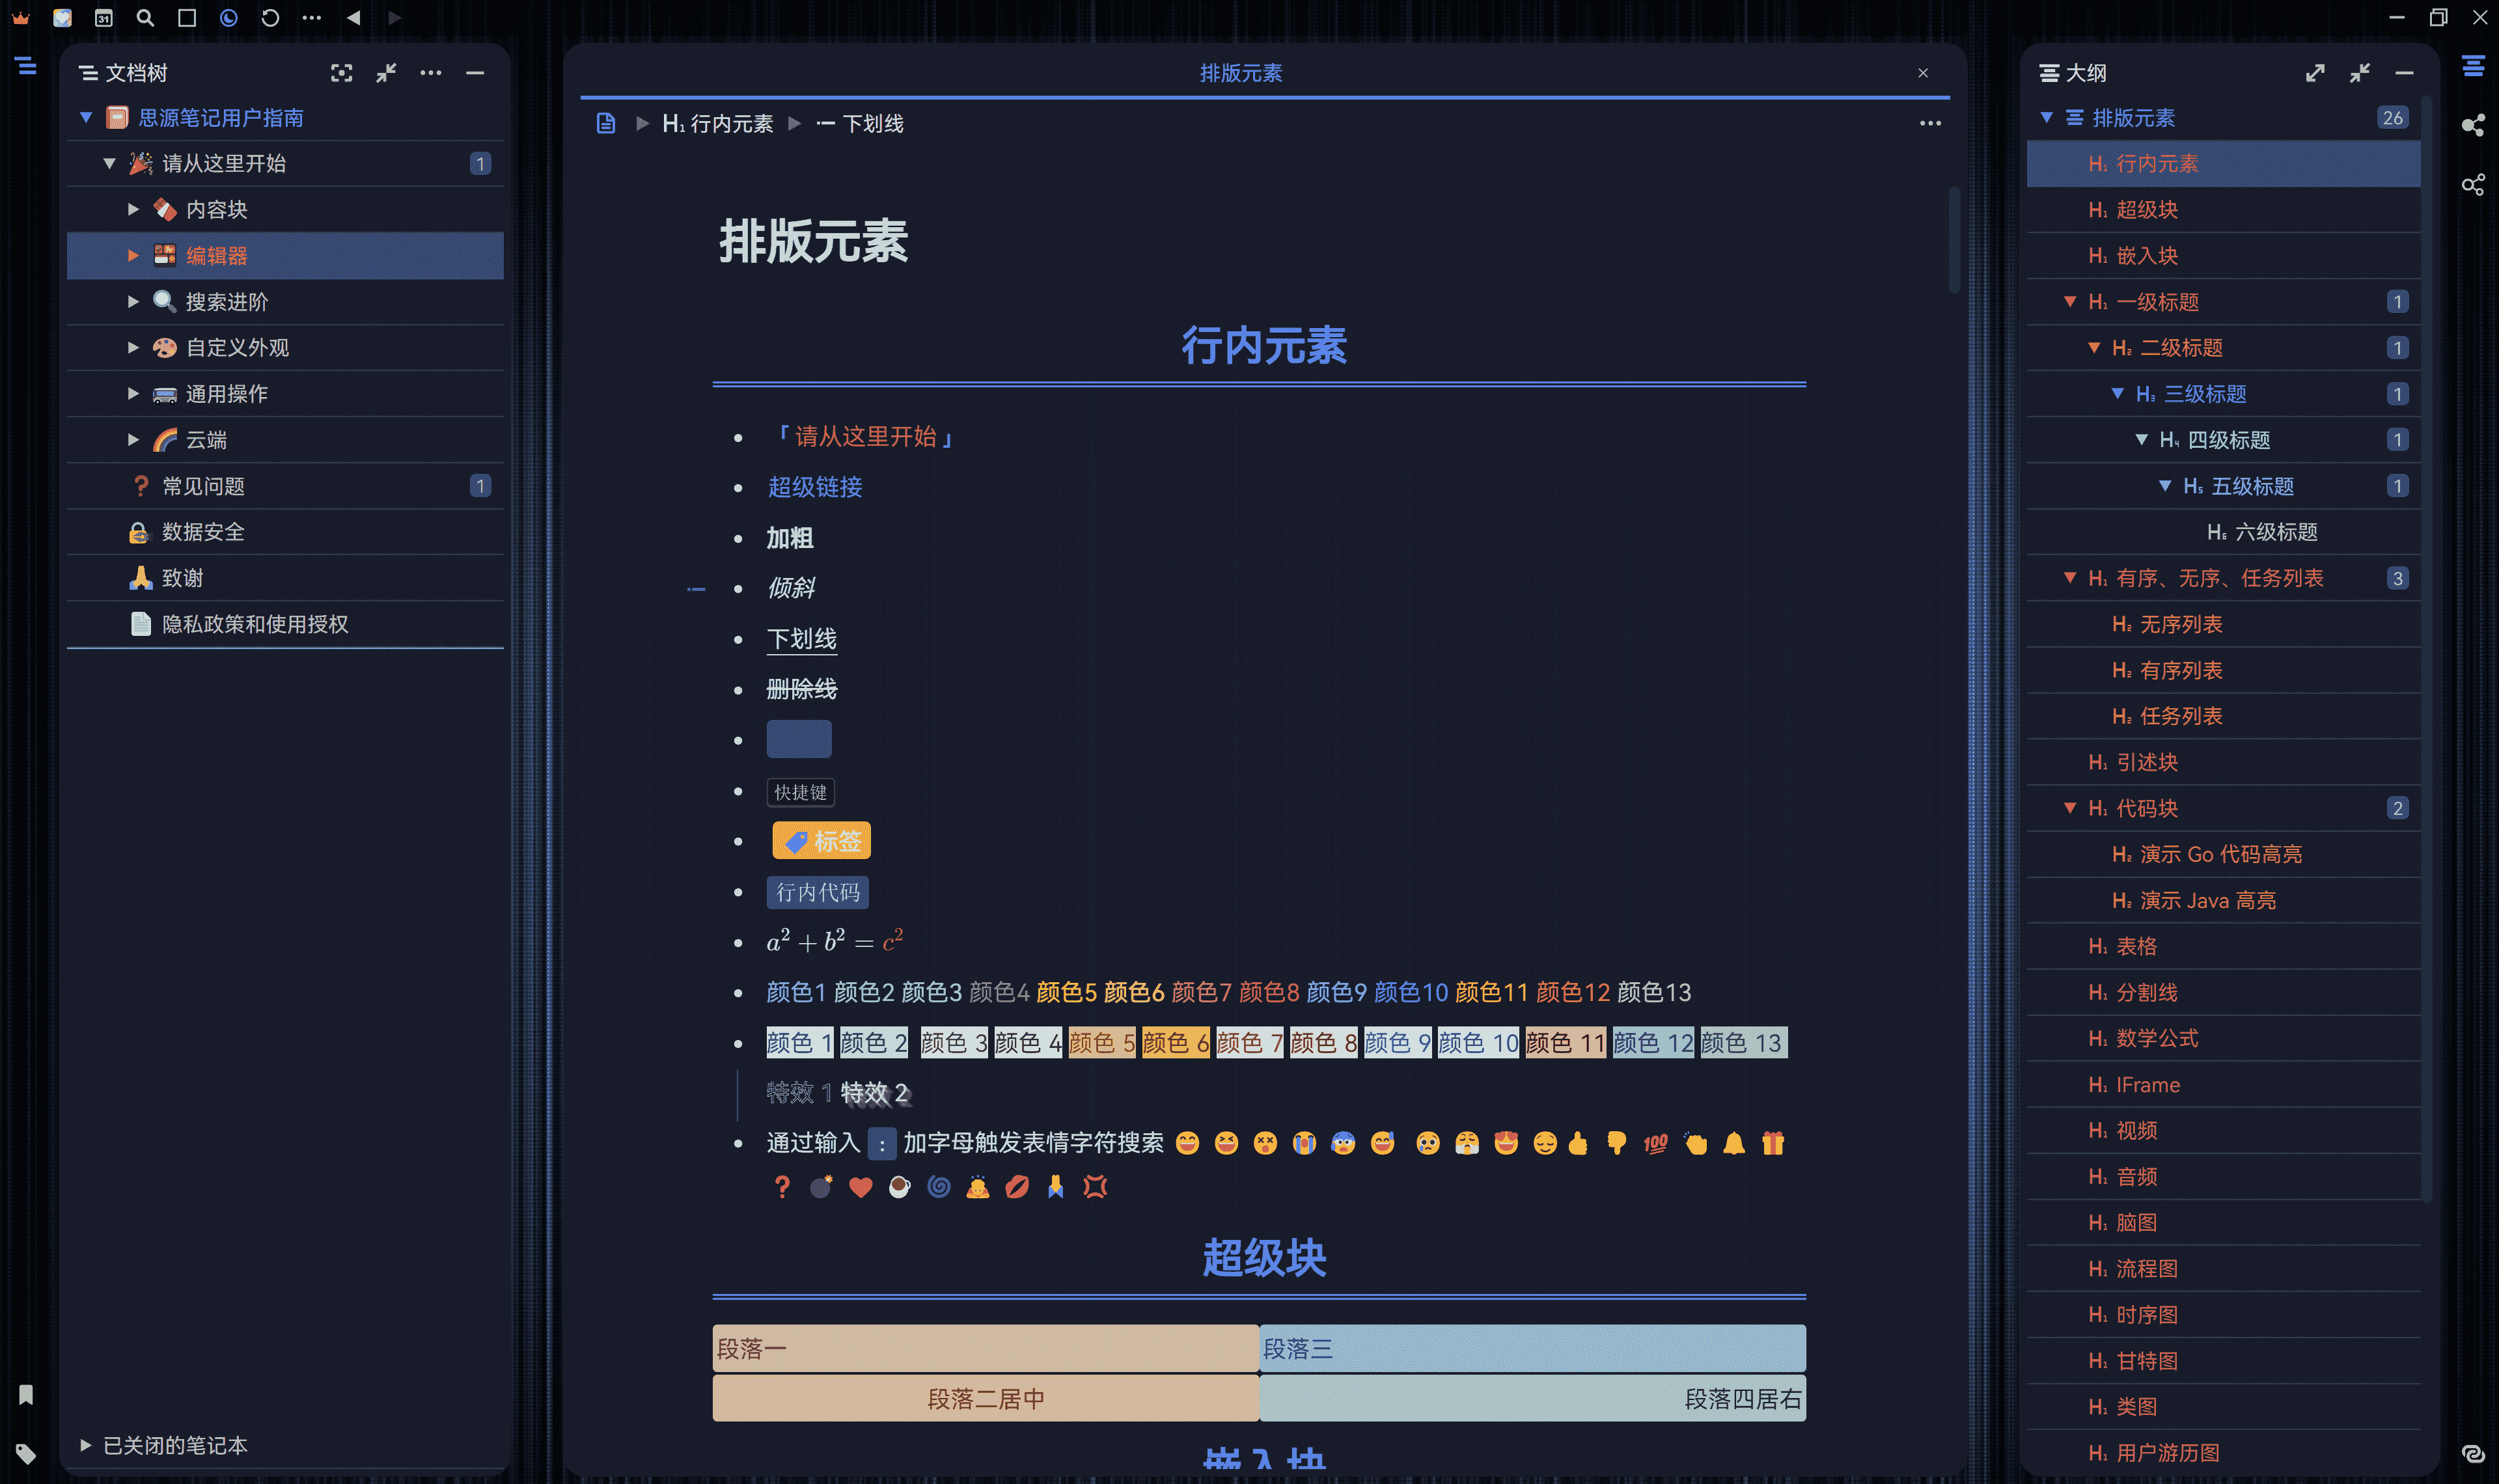 31
文档树
思源笔记用户指南
请从这里开始 1
内容块
编辑器
搜索进阶
自定义外观
通用操作
云端
常见问题 1
数据安全
致谢
隐私政策和使用授权
已关闭的笔记本
排版元素
H1 行内元素 下划线
排版元素
行内元素
「请从这里开始」
超级链接
加粗
倾斜
下划线
删除线
快捷键
标签
行内代码
a² + b² = c²
颜色1 颜色2 颜色3 颜色4 颜色5 颜色6 颜色7 颜色8 颜色9 颜色10 颜色11 颜色12 颜色13
颜色 1 颜色 2 颜色 3 颜色 4 颜色 5 颜色 6 颜色 7 颜色 8 颜色 9 颜色 10 颜色 11 颜色 12 颜色 13
特效 1 特效 2
通过输入 : 加字母触发表情字符搜索 😄 😆 😵 😭 😰 😅 😢 😤 😍 😌 👍 👎 💯 👏 🔔 🎁
❓ 💣 ❤️ ☕ 🌀 🙇 💋 🙏 💢
超级块
段落一 段落三
段落二居中 段落四居右
嵌入块
大纲
排版元素 26
H1 行内元素
H1 超级块
H1 嵌入块
H1 一级标题 1
H2 二级标题 1
H3 三级标题 1
H4 四级标题 1
H5 五级标题 1
H6 六级标题
H1 有序、无序、任务列表 3
H2 无序列表
H2 有序列表
H2 任务列表
H1 引述块
H1 代码块 2
H2 演示 Go 代码高亮
H2 演示 Java 高亮
H1 表格
H1 分割线
H1 数学公式
H1 IFrame
H1 视频
H1 音频
H1 脑图
H1 流程图
H1 时序图
H1 甘特图
H1 类图
H1 用户游历图